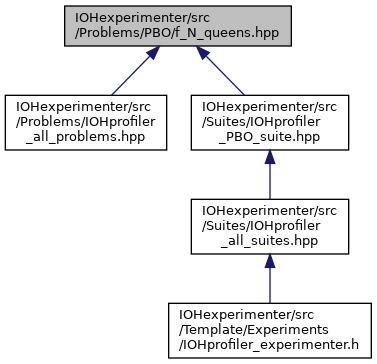 IOHexperimenter/src
/Problems/PBO/f_N_queens.hpp
IOHexperimenter/src
/Problems/IOHprofiler
_all_problems.hpp
IOHexperimenter/src
/Suites/IOHprofiler
_PBO_suite.hpp
IOHexperimenter/src
/Suites/IOHprofiler
_all_suites.hpp
IOHexperimenter/src
/Template/Experiments
/IOHprofiler_experimenter.h